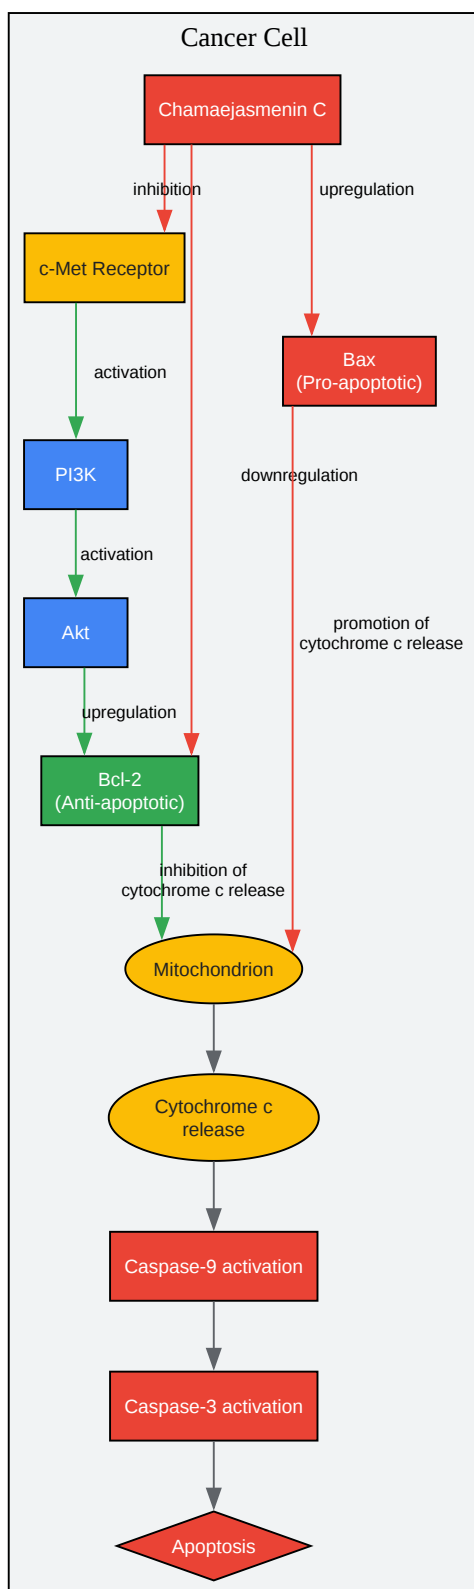 Cancer Cell
Chamaejasmenin C
inhibition
upregulation
c-Met Receptor
Bax
(Pro-apoptotic)
activation
PI3K
downregulation
activation
Akt
promotion of
cytochrome c release
upregulation
Bcl-2
(Anti-apoptotic)
inhibition of
cytochrome c release
Mitochondrion
Cytochrome c
release
Caspase-9 activation
Caspase-3 activation
Apoptosis